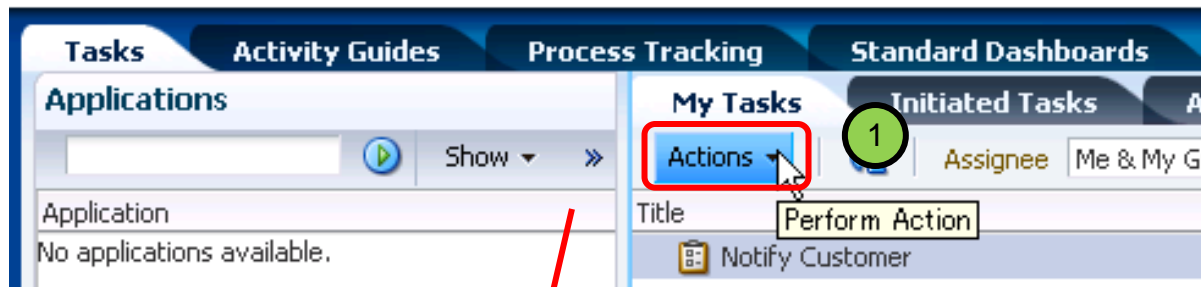 Tasks Activity Guides Process Tracking Standard Dashboards
Applications
My Tasks Initiated Tasks A
Show
Actions
1
Assignee Me & My G
Application
Title
Perform Action
No applications available.
Notify Customer